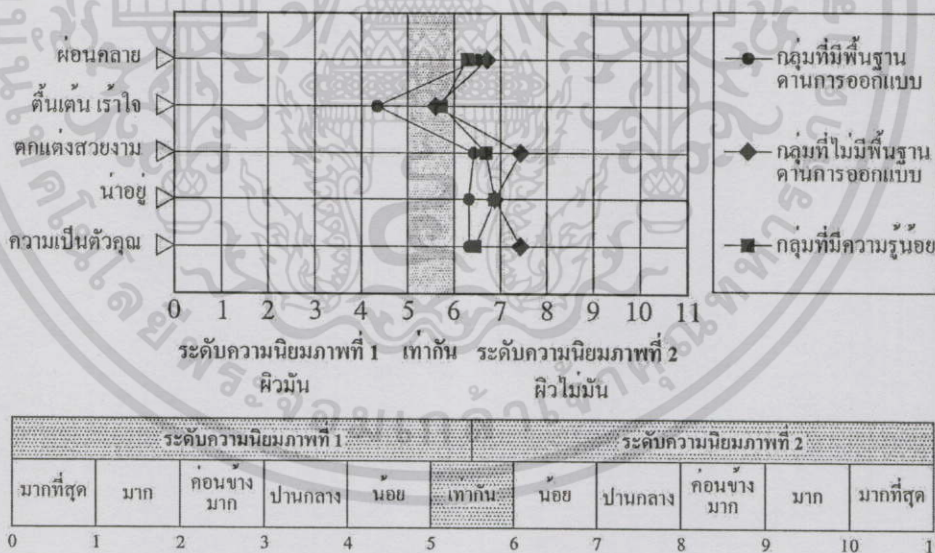 ผ่อนคลาย
ตื่นเต้น เร้าใจ
ตกแต่งสวยงาม
น่าอยู่
ความเป็นตัวคุณ
0 1 2 3 4 5 6 7 8 9 10 11
ระดับความนิยมภาพที่ 1 เท่ากัน ระดับความนิยมภาพที่ 2
ผิวมัน ผิวไม่มัน
กลุ่มที่มีพื้นฐาน
ด้านการออกแบบ
กลุ่มที่ไม่มีพื้นฐาน
ด้านการออกแบบ
กลุ่มที่มีความรู้น้อย
ระดับความนิยมภาพที่ 1 ระดับความนิยมภาพที่ 2
มากที่สุด มาก ค่อนข้าง ปานกลาง น้อย เท่ากัน น้อย ปานกลาง ค่อนข้าง มาก มากที่สุด
มาก มาก
0 1 2 3 4 5 6 7 8 9 10 1